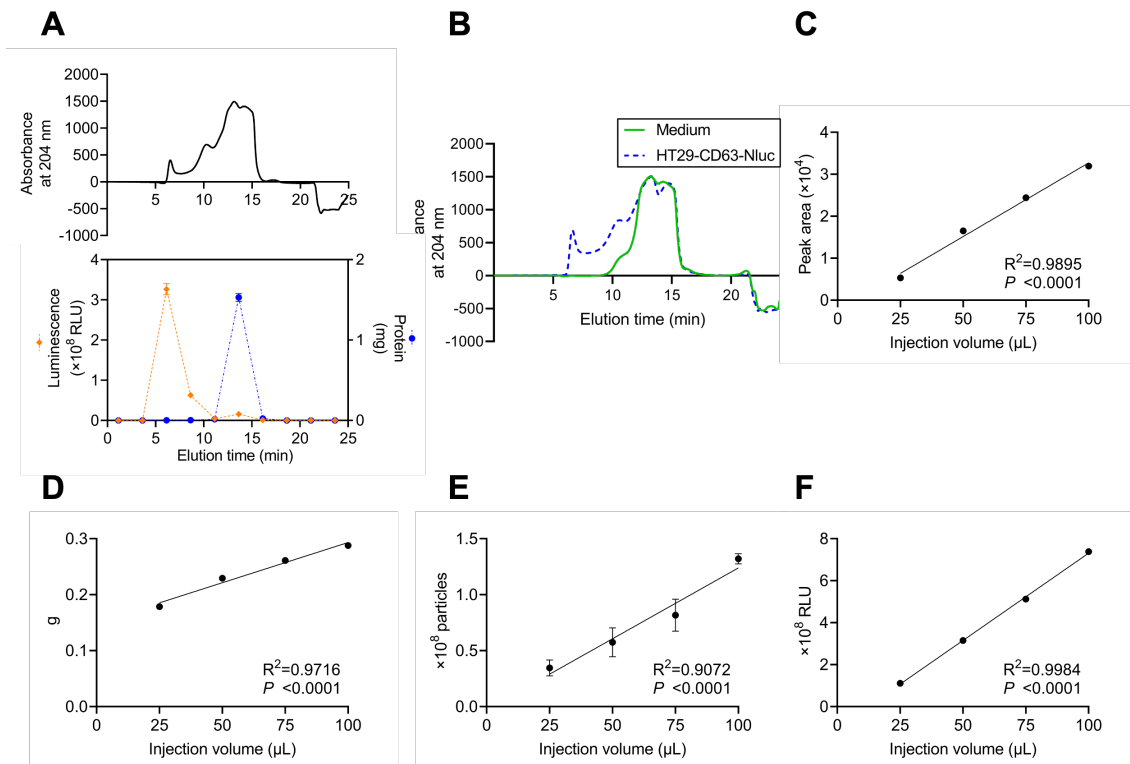 A
B
C
2000
1500
1000
500
0
-500
-1000
5
10
15
20
25
Absorbance
at 204 nm
4
3
2
1
0
2
1
0
0
5
10
15
20
25
Luminescence
(×10⁸ RLU)
Protein
(mg)
Elution time (min)
Medium
HT29-CD63-Nluc
2000
1500
1000
500
0
-500
-1000
5
10
15
20
ance
at 204 nm
Elution time (min)
4
3
2
1
0
0
25
50
75
100
Peak area (×10⁴)
R²=0.9895
P <0.0001
Injection volume (µL)
D
E
F
0.3
0.2
0.1
0.0
0
25
50
75
100
g
R²=0.9716
P <0.0001
Injection volume (µL)
1.5
1.0
0.5
0.0
0
25
50
75
100
×10⁸ particles
R²=0.9072
P <0.0001
Injection volume (µL)
8
6
4
2
0
0
25
50
75
100
×10⁸ RLU
R²=0.9984
P <0.0001
Injection volume (µL)